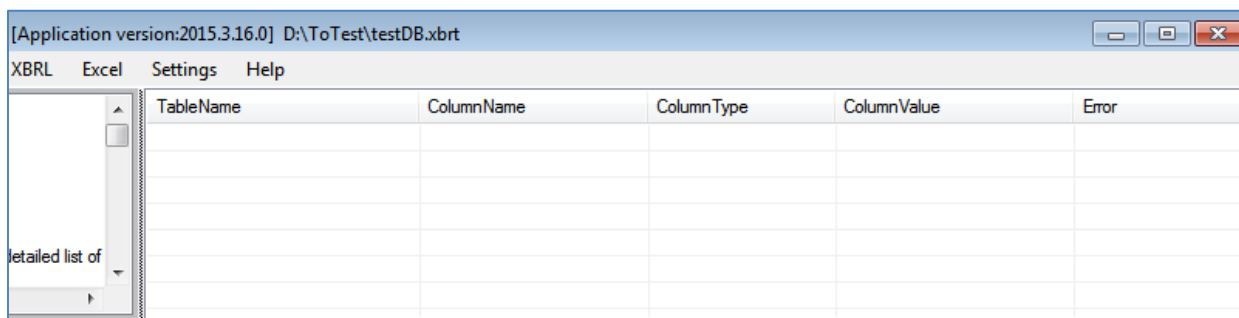 [Application version:2015.3.16.0] D:\ToTest\testDB.xbrt
XBRL Excel Settings Help
TableName ColumnName ColumnType ColumnValue Error
detailed list of